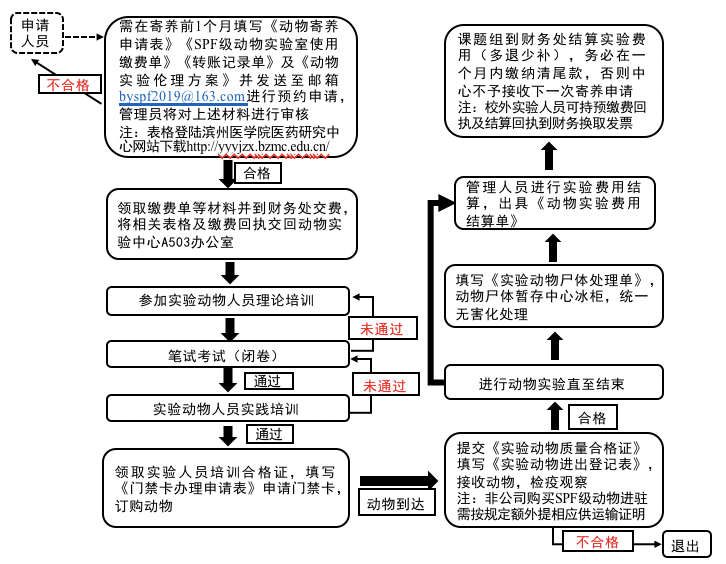 申请
人员
需在寄养前1个月填写《动物寄养
申请表》《SPF级动物实验室使用
缴费单》《转账记录单》及《动物
实验伦理方案》并发送至邮箱
byspf2019@163.com进行预约申请，
管理员将对上述材料进行审核
注：表格登陆滨州医学院医药研究中
心网站下载http://yyyjzx.bzmc.edu.cn/
不合格
合格
领取缴费单等材料并到财务处交费，
将相关表格及缴费回执交回动物实
验中心A503办公室
参加实验动物人员理论培训
未通过
笔试考试（闭卷）
通过
未通过
实验动物人员实践培训
通过
领取实验人员培训合格证，填写
《门禁卡办理申请表》申请门禁卡，
订购动物
动物到达
提交《实验动物质量合格证》
填写《实验动物进出登记表》，
接收动物，检疫观察
注：非公司购买SPF级动物进驻
需按规定额外提相应供运输证明
不合格
退出
合格
进行动物实验直至结束
填写《实验动物尸体处理单》，
动物尸体暂存中心冰柜，统一
无害化处理
管理人员进行实验费用结
算，出具《动物实验费用
结算单》
课题组到财务处结算实验费
用（多退少补），务必在一
个月内缴纳清尾款，否则中
心不予接收下一次寄养申请
注：校外实验人员可持预缴费回
执及结算回执到财务换取发票